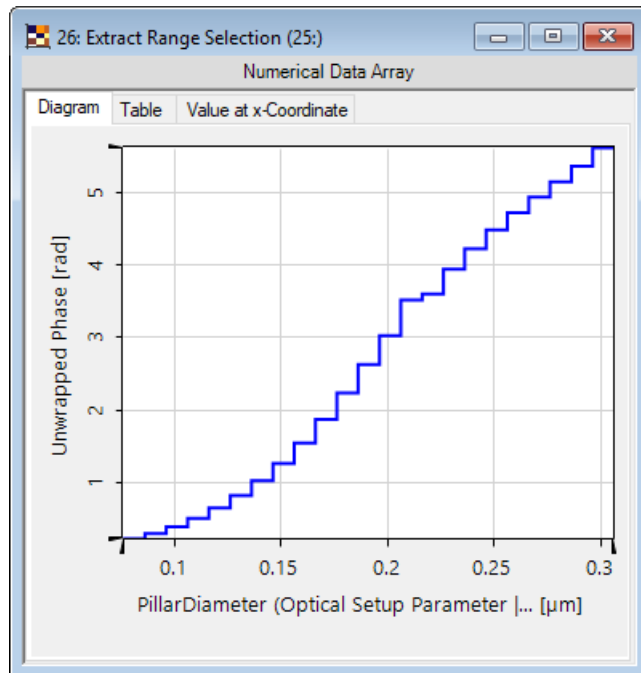 26: Extract Range Selection (25:)
Numerical Data Array
Diagram Table Value at x-Coordinate
Unwrapped Phase [rad]
5
4
3
2
1
0.1 0.15 0.2 0.25 0.3
PillarDiameter (Optical Setup Parameter |... [µm]